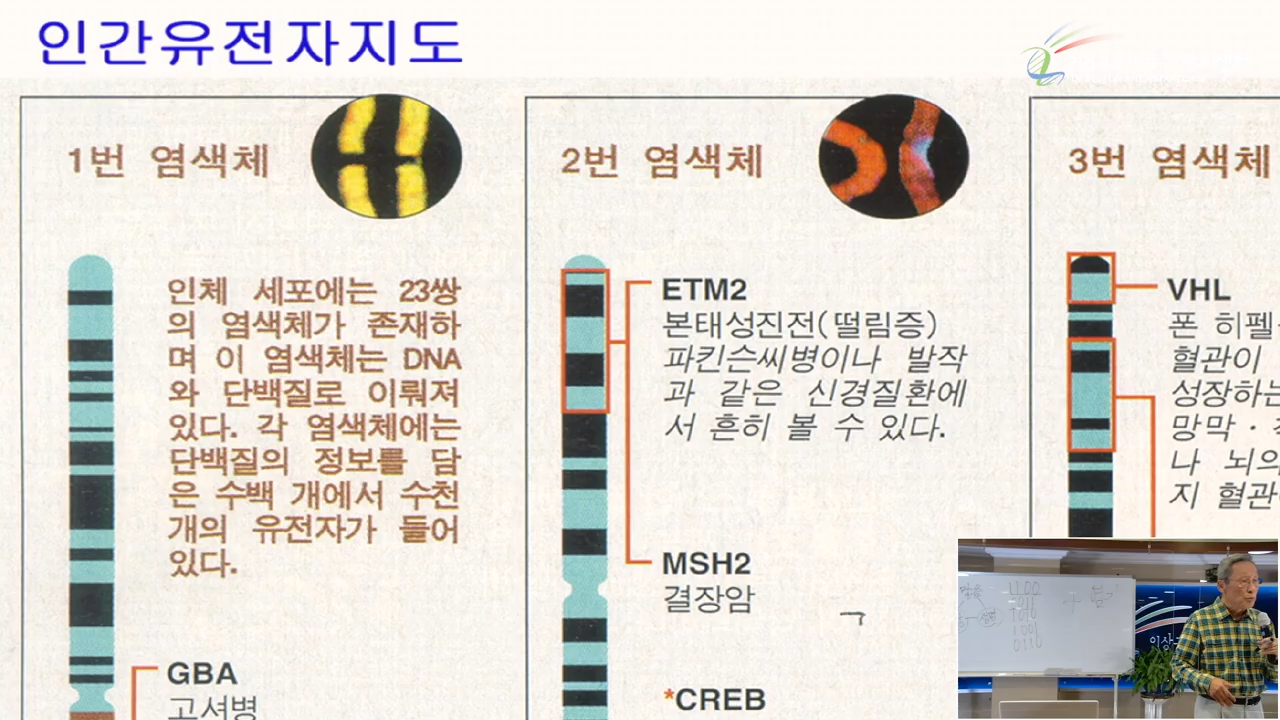 인간유전자지도
1번 염색체
인체 세포에는 23쌍
의 염색체가 존재하
며 이 염색체는 DNA
와 단백질로 이뤄져
있다. 각 염색체에는
단백질의 정보를 담
은 수백 개에서 수천
개의 유전자가 들어
있다.
GBA
고셔병
2번 염색체
ETM2
본태성진전(떨림증)
파킨슨씨병이나 발작
과 같은 신경질환에
서 흔히 볼 수 있다.
MSH2
결장암
*CREB
3번 염색체
VHL
폰 히펠
혈관이
성장하는
망막·
나 뇌의
지 혈관